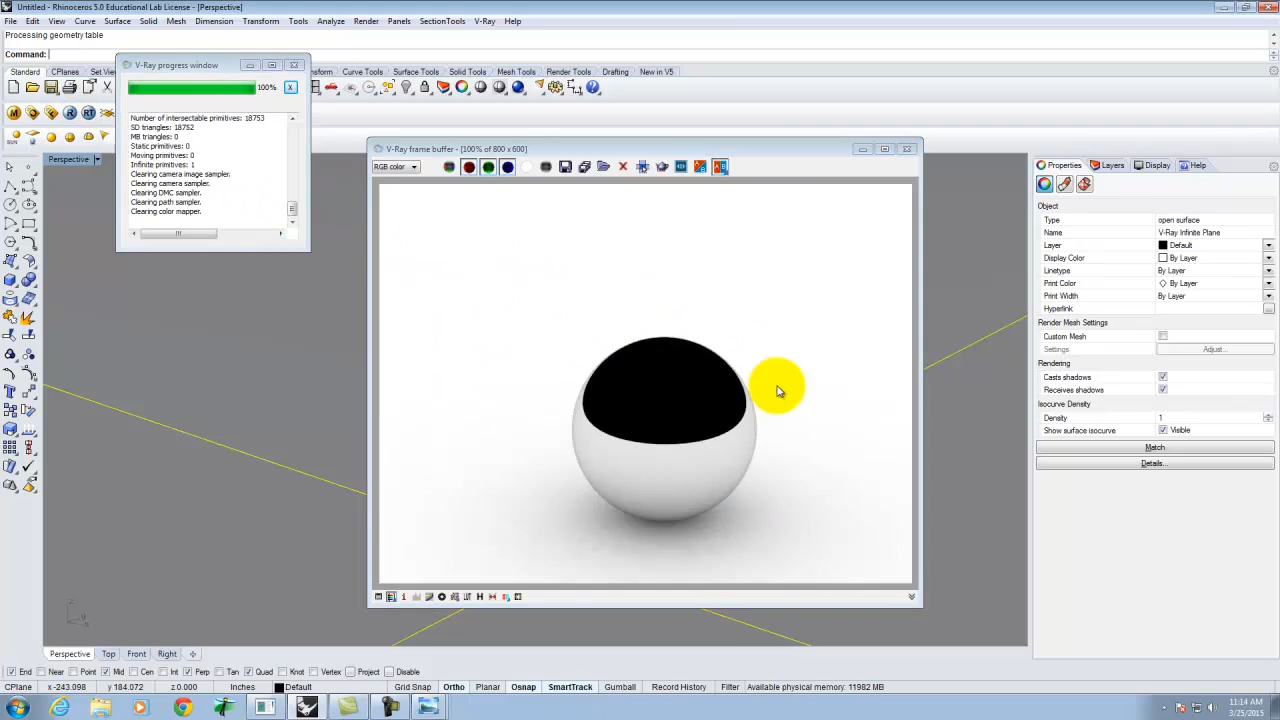 Untitled - Rhinoceros 5.0 Educational Lab License - [Perspective]
File Edit View Curve Surface Solid Mesh Dimension Transform Tools Analyze Render Panels SectionTools V-Ray Help
Processing geometry table
Command:
V-Ray progress window
Standard CPlanes Set Vie
nsform Curve Tools Surface Tools Solid Tools Mesh Tools Render Tools Drafting New in V5
100% X
Number of intersectable primitives: 18753
SD triangles: 18752
MB triangles: 0
Static primitives: 0
Moving primitives: 0
Infinite primitives: 1
Clearing camera image sampler.
Clearing camera sampler.
Clearing DMC sampler.
Clearing path sampler.
Clearing color mapper.
V-Ray frame buffer - [100% of 800 x 600]
RGB color
Perspective
Properties Layers Display Help
Object
Type open surface
Name V-Ray Infinite Plane
Layer Default
Display Color By Layer
Linetype By Layer
Print Color By Layer
Print Width By Layer
Hyperlink
Render Mesh Settings
Custom Mesh
Settings Adjust...
Rendering
Casts shadows
Receives shadows
Isocurve Density
Density 1
Show surface isocurve Visible
Match
Details...
z
Perspective Top Front Right
End Near Point Mid Cen Int Perp Tan Quad Knot Vertex Project Disable
CPlane x -243.098 y 184.072 z 0.000 Inches Default Grid Snap Ortho Planar Osnap SmartTrack Gumball Record History Filter Available physical memory: 11982 MB
11:14 AM
3/25/2015